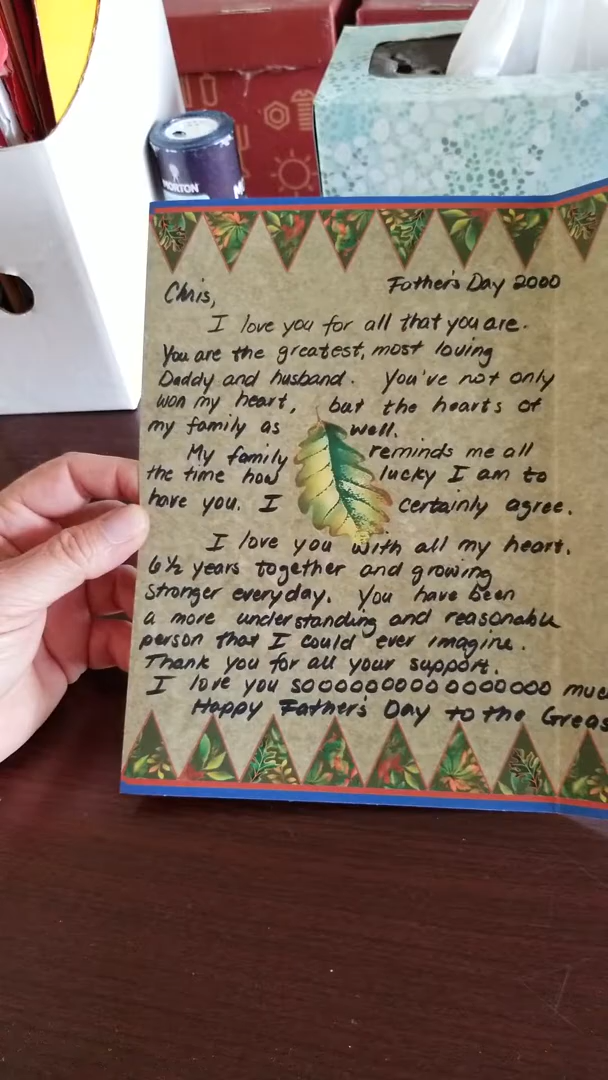 MORTON
Chris, Father's Day 2000
I love you for all that you are.
You are the greatest, most loving
Daddy and husband. You've not only
won my heart, but the hearts of
my family as well.
My family reminds me all
the time how lucky I am to
have you. I certainly agree.
I love you with all my heart.
6½ years together and growing
stronger everyday. You have been
a more understanding and reasonable
person that I could ever imagine.
Thank you for all your support.
I love you soooooooooooooooooo
Happy Father's Day to the